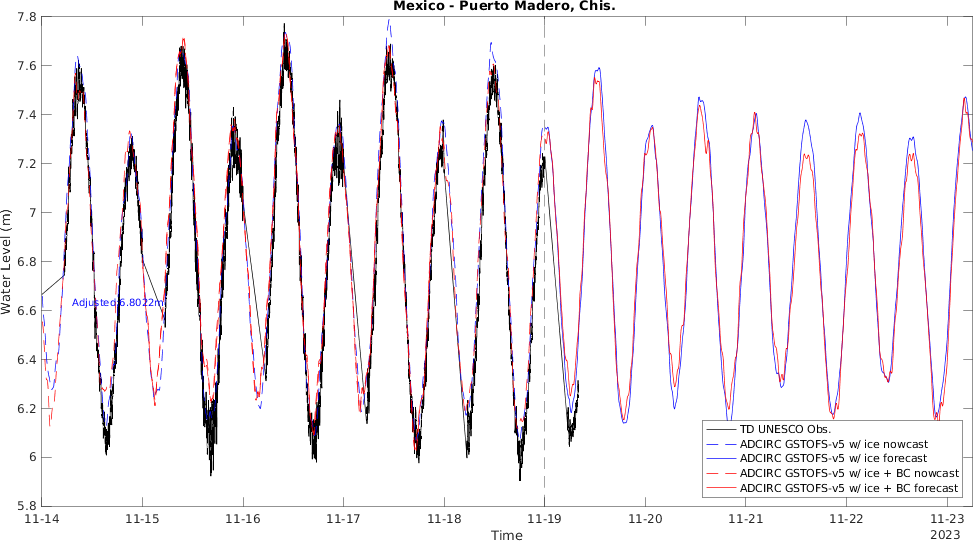 Mexico - Puerto Madero, Chis.
7.8
7.6
7.4
7.2
7
6.8
6.6
6.4
6.2
6
5.8
Water Level (m)
Adjusted:6.8022m
TD UNESCO Obs.
ADCIRC GSTOFS-v5 w/ ice nowcast
ADCIRC GSTOFS-v5 w/ ice forecast
ADCIRC GSTOFS-v5 w/ ice + BC nowcast
ADCIRC GSTOFS-v5 w/ ice + BC forecast
11-14 11-15 11-16 11-17 11-18 11-19 11-20 11-21 11-22 11-23
2023
Time